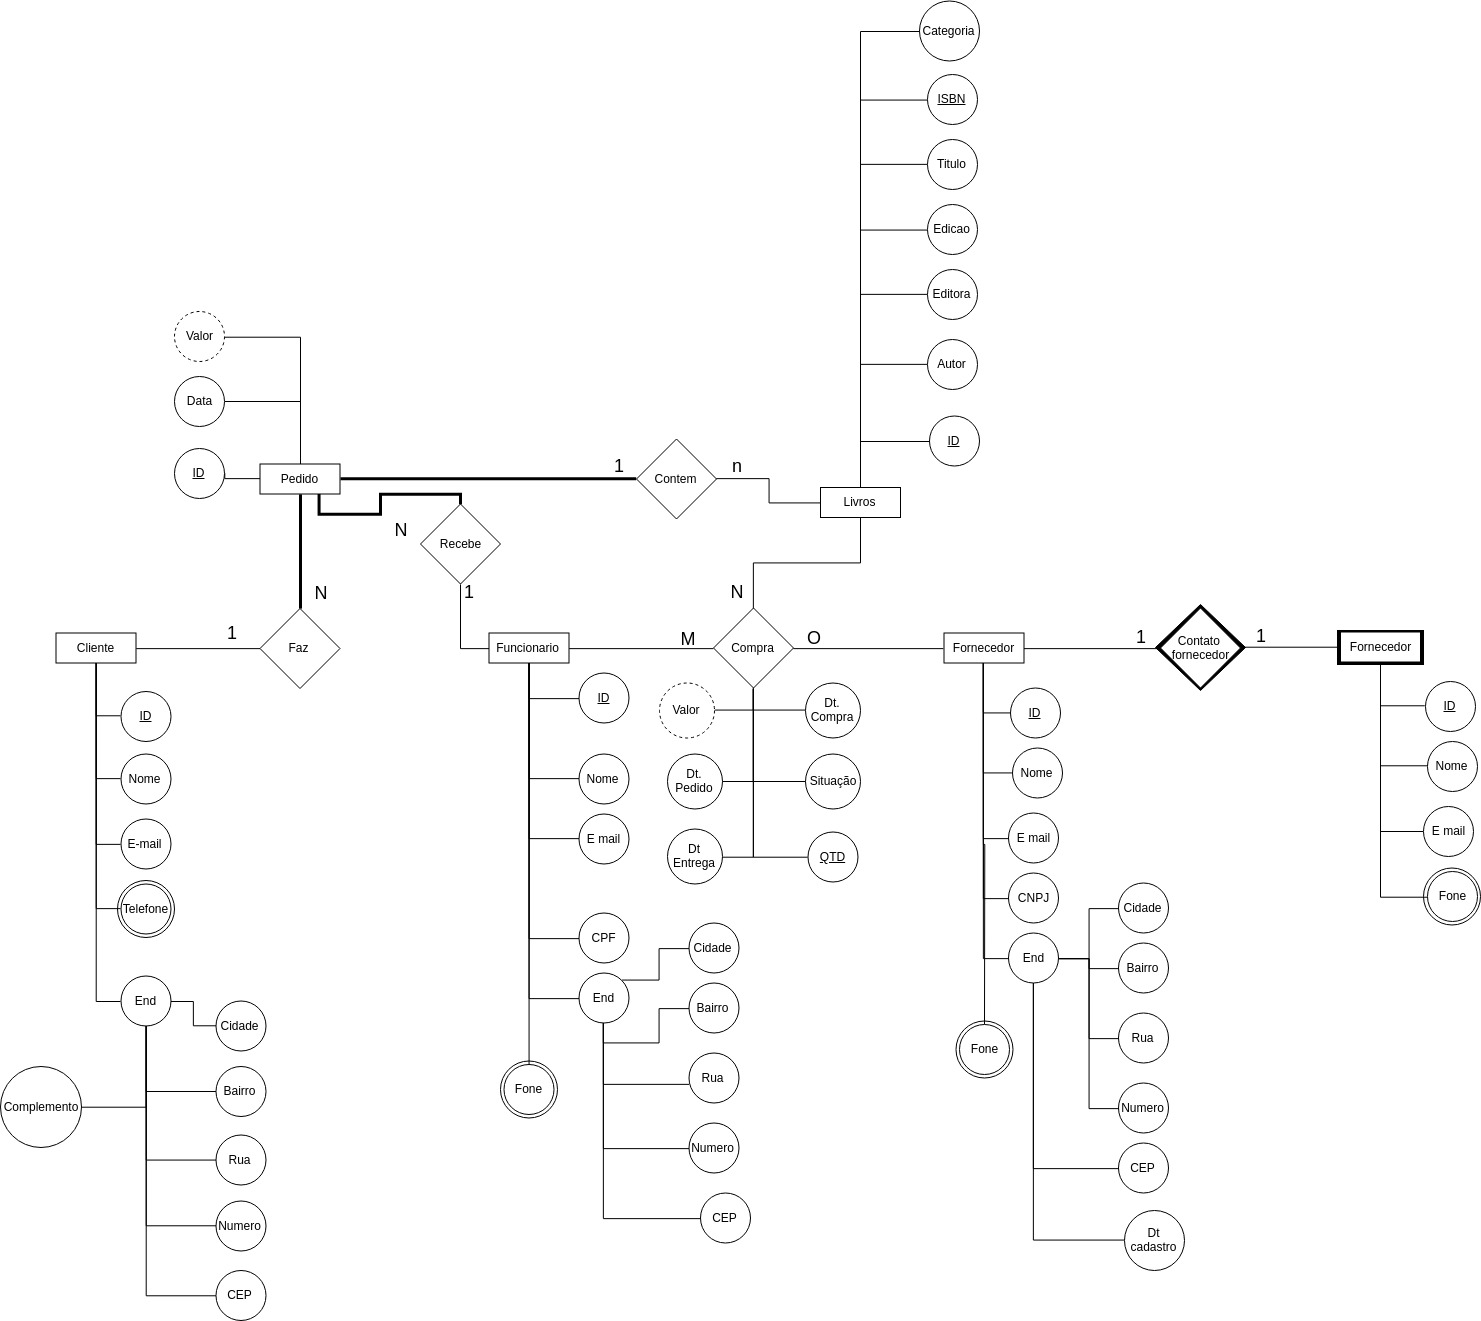 Categoria
ISBN
Titulo
Edicao
Editora
Autor
ID
Valor
Data
ID
Pedido
1
Contem
n
Livros
N
Recebe
1
N
Cliente
1
Faz
Funcionario
M
N
Compra
O
Fornecedor
1
Contato
fornecedor
1
Fornecedor
ID
Nome
E-mail
Telefone
End
Cidade
Bairro
Complemento
Rua
Numero
CEP
ID
Nome
E mail
CPF
End
Fone
Cidade
Bairro
Rua
Numero
CEP
Valor
Dt.
Compra
Dt.
Pedido
Situação
Dt
Entrega
QTD
ID
Nome
E mail
CNPJ
End
Fone
Cidade
Bairro
Rua
Numero
CEP
Dt
cadastro
ID
Nome
E mail
Fone